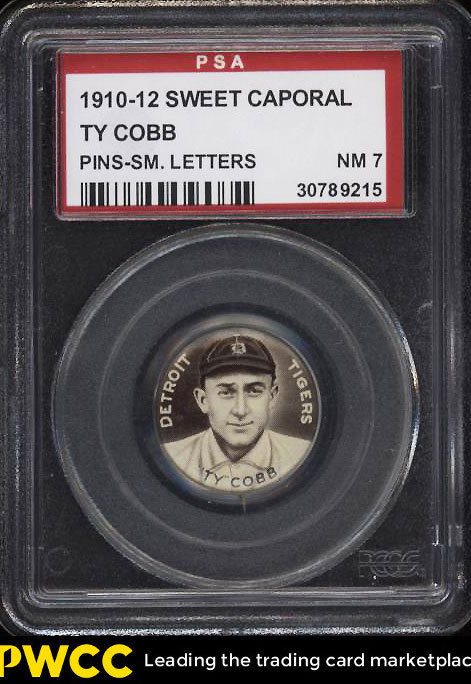 PSA
1910-12 SWEET CAPORAL
TY COBB
PINS-SM. LETTERS NM 7
30789215
DETROIT TIGERS
"TY" COBB
PCGS
PWCC Leading the trading card marketplac